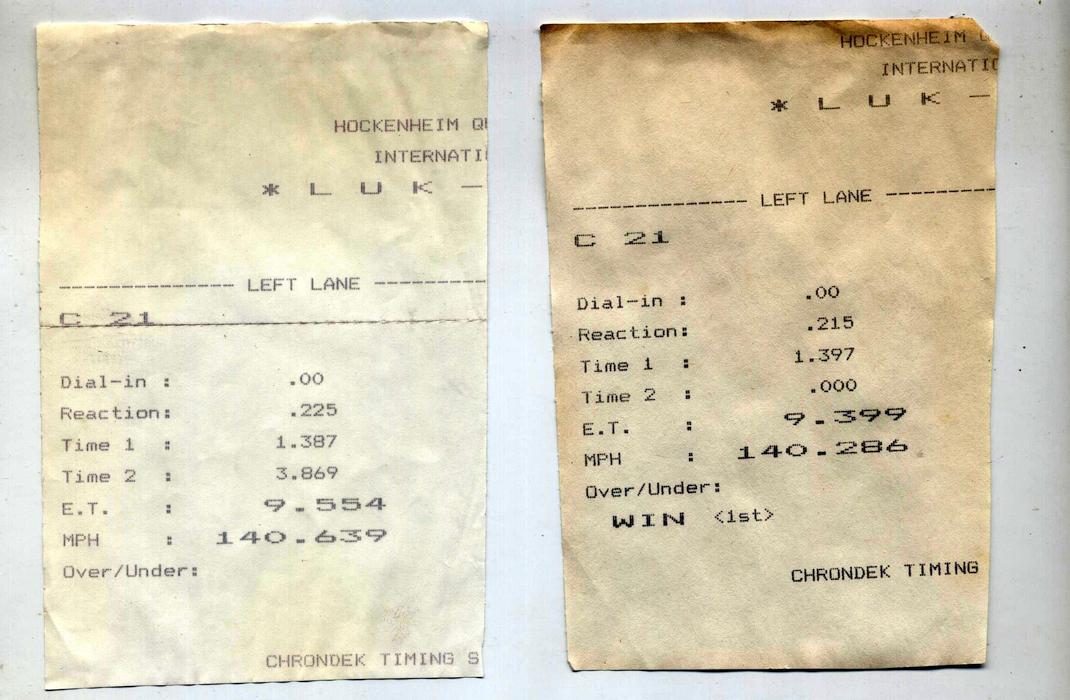 HOCKENHEIM
INTERNATI
* L U K -
------------- LEFT LANE ---------
C 21
Dial-in : .00
Reaction: .225
Time 1 : 1.387
Time 2 : 3.869
E.T. : 9.554
MPH : 140.639
Over/Under:
CHRONDEK TIMING S
HOCKENHEIM
INTERNATIO
* L U K -
------------- LEFT LANE ---------
C 21
Dial-in : .00
Reaction: .215
Time 1 : 1.397
Time 2 : .000
E.T. : 9.399
MPH : 140.286
Over/Under:
WIN <1st>
CHRONDEK TIMING